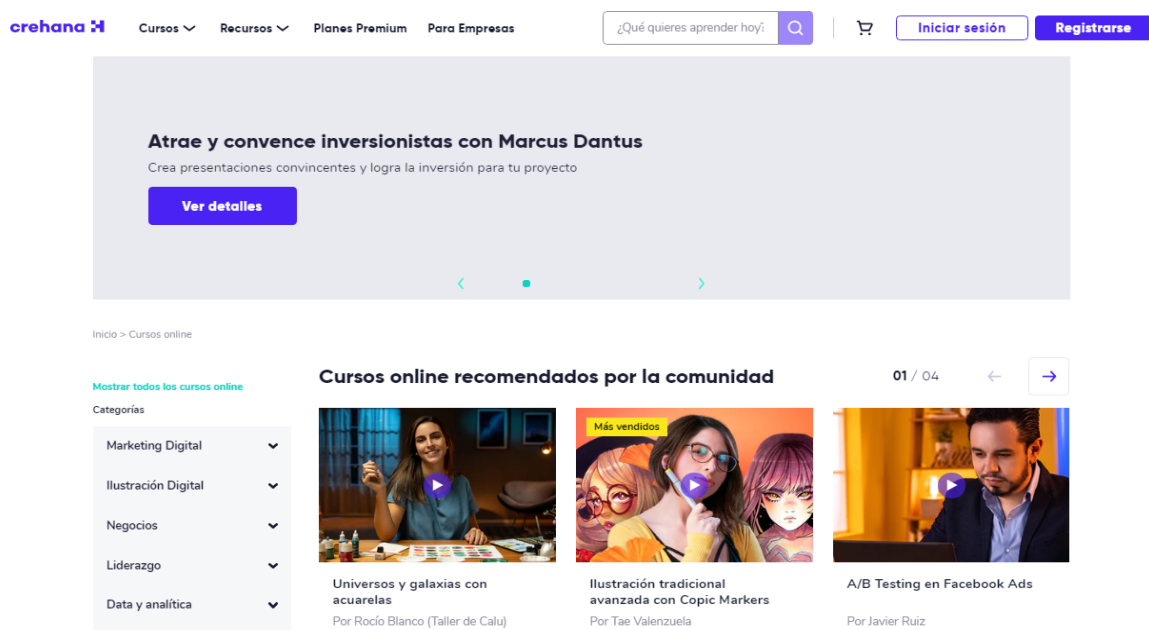 crehana
Cursos
Recursos
Planes Premium
Para Empresas
¿Qué quieres aprender hoy?
Iniciar sesión
Registrarse
Atrae y convence inversionistas con Marcus Dantus
Crea presentaciones convincentes y logra la inversión para tu proyecto
Ver detalles
Inicio > Cursos online
Mostrar todos los cursos online
Categorías
Marketing Digital
Ilustración Digital
Negocios
Liderazgo
Data y analítica
Cursos online recomendados por la comunidad
01 / 04
Más vendidos
Universos y galaxias con
acuarelas
Por Rocío Blanco (Taller de Calu)
Ilustración tradicional
avanzada con Copic Markers
Por Tae Valenzuela
A/B Testing en Facebook Ads
Por Javier Ruiz